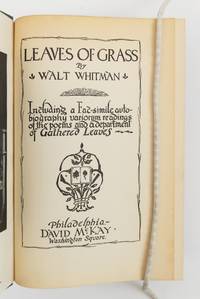 LEAVES OF GRASS
By
WALT WHITMAN
Including a Fac-simile auto-
biography variorum readings
of the poems and a department
of Gathered Leaves
Philadelphia
DAVID McKAY.
Washington Square.